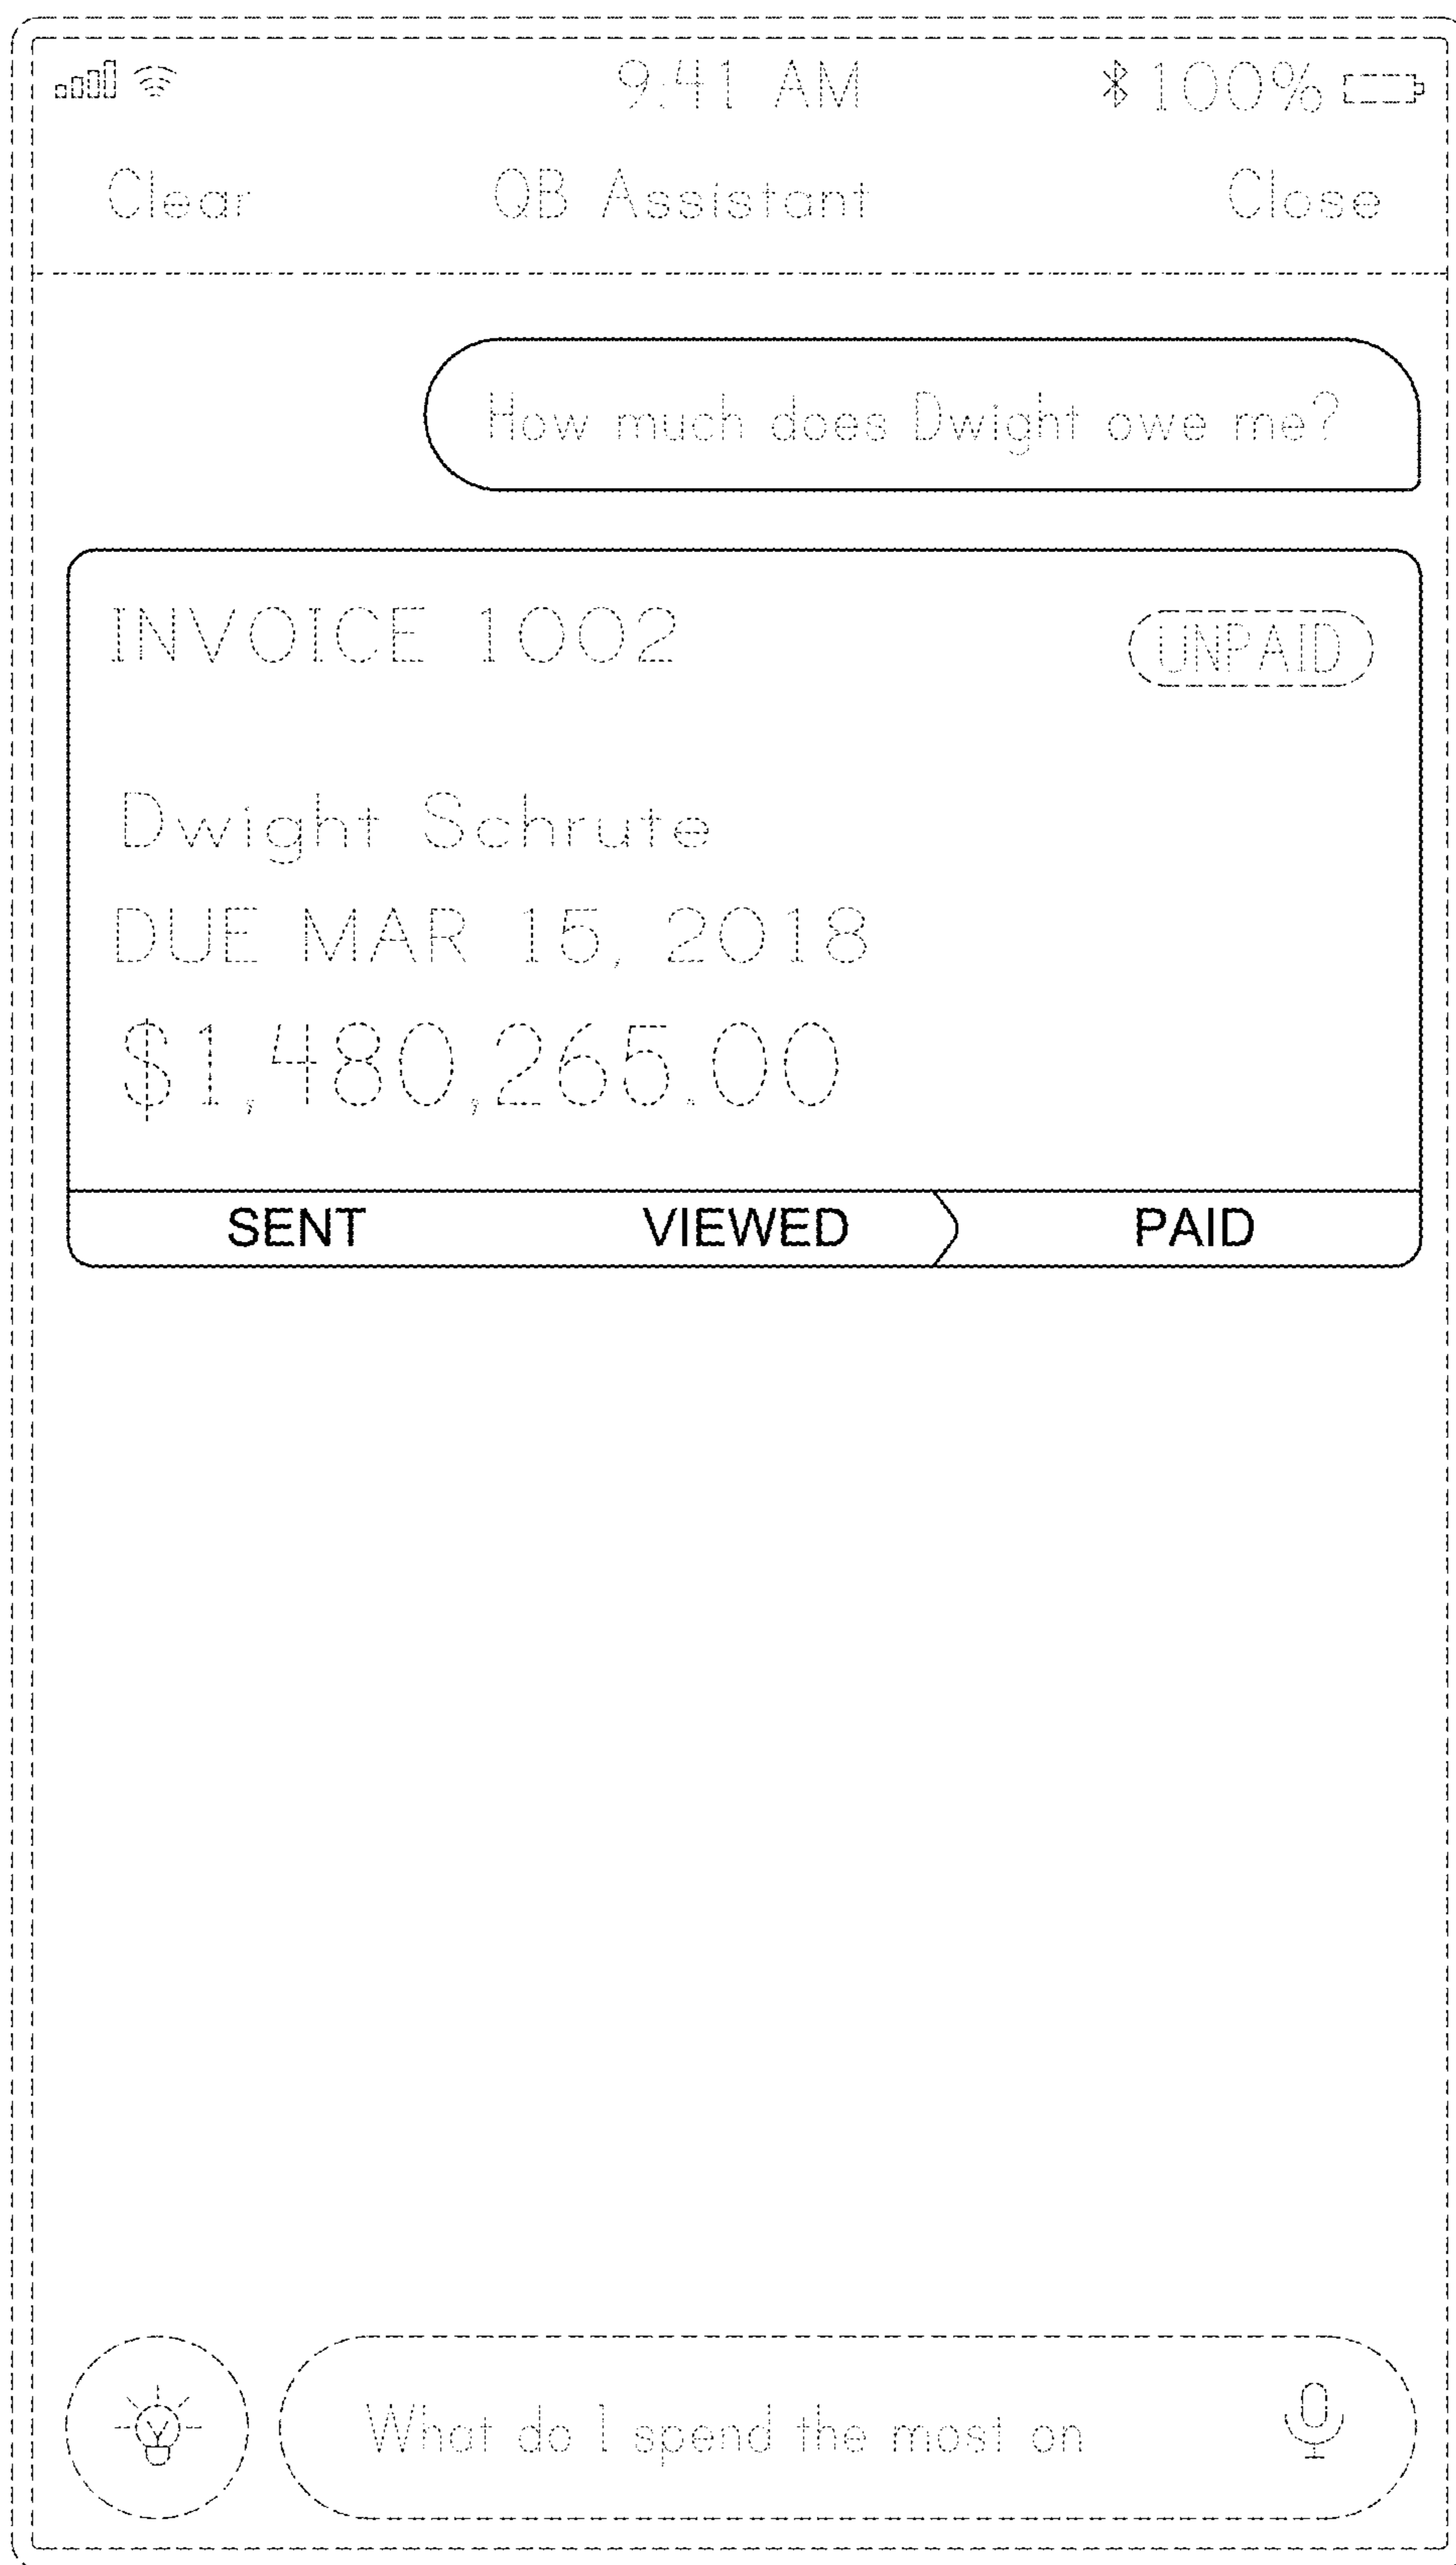 9:41 AM 100%
Clear QB Assistant Close
How much does Dwight owe me?
INVOICE 1002 UNPAID
Dwight Schrute
DUE MAR 15, 2018
$1,480,265.00
SENT VIEWED PAID
What do I spend the most on